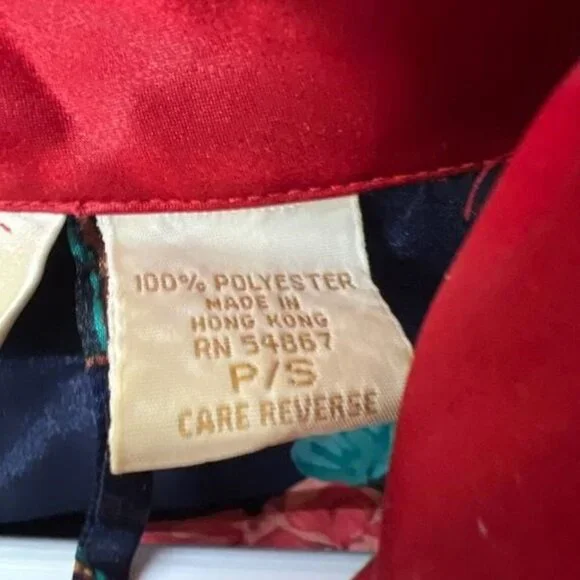 100% POLYESTER
MADE IN
HONG KONG
RN 54867
P/S
CARE REVERSE